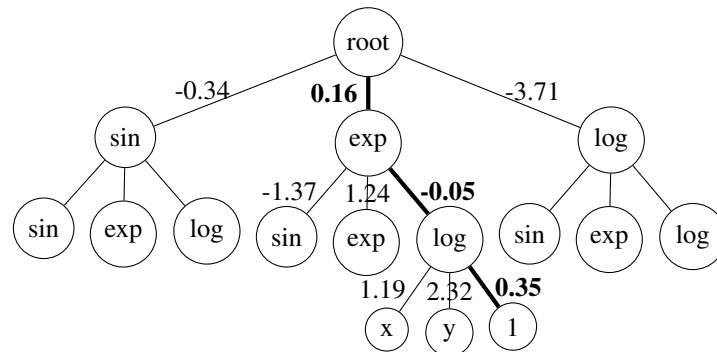 root
-0.34 0.16 -3.71
sin exp log
-1.37 1.24 -0.05
sin exp log sin exp log sin exp log
1.19 2.32 0.35
x y 1